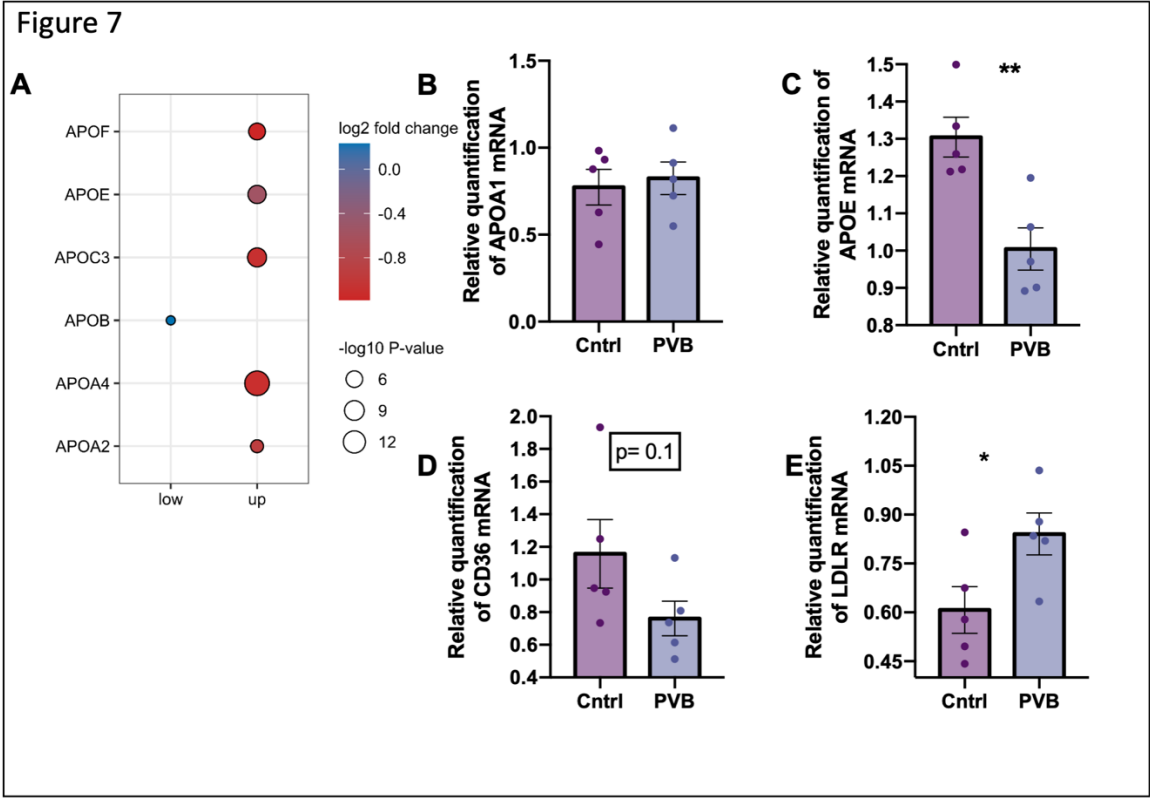 Figure 7
A
APOF
APOE
APOC3
APOB
APOA4
APOA2
low
up
log2 fold change
0.0
-0.4
-0.8
-log10 P-value
6
9
12
B
Relative quantification
of APOA1 mRNA
1.5
1.0
0.5
0.0
Cntrl
PVB
C
Relative quantification of
APOE mRNA
1.5
1.4
1.3
1.2
1.1
1.0
0.9
0.8
**
Cntrl
PVB
D
Relative quantification
of CD36 mRNA
2.0
1.8
1.6
1.4
1.2
1.0
0.8
0.6
0.4
p= 0.1
Cntrl
PVB
E
Relative quantification
of LDLR mRNA
1.20
1.05
0.90
0.75
0.60
0.45
*
Cntrl
PVB